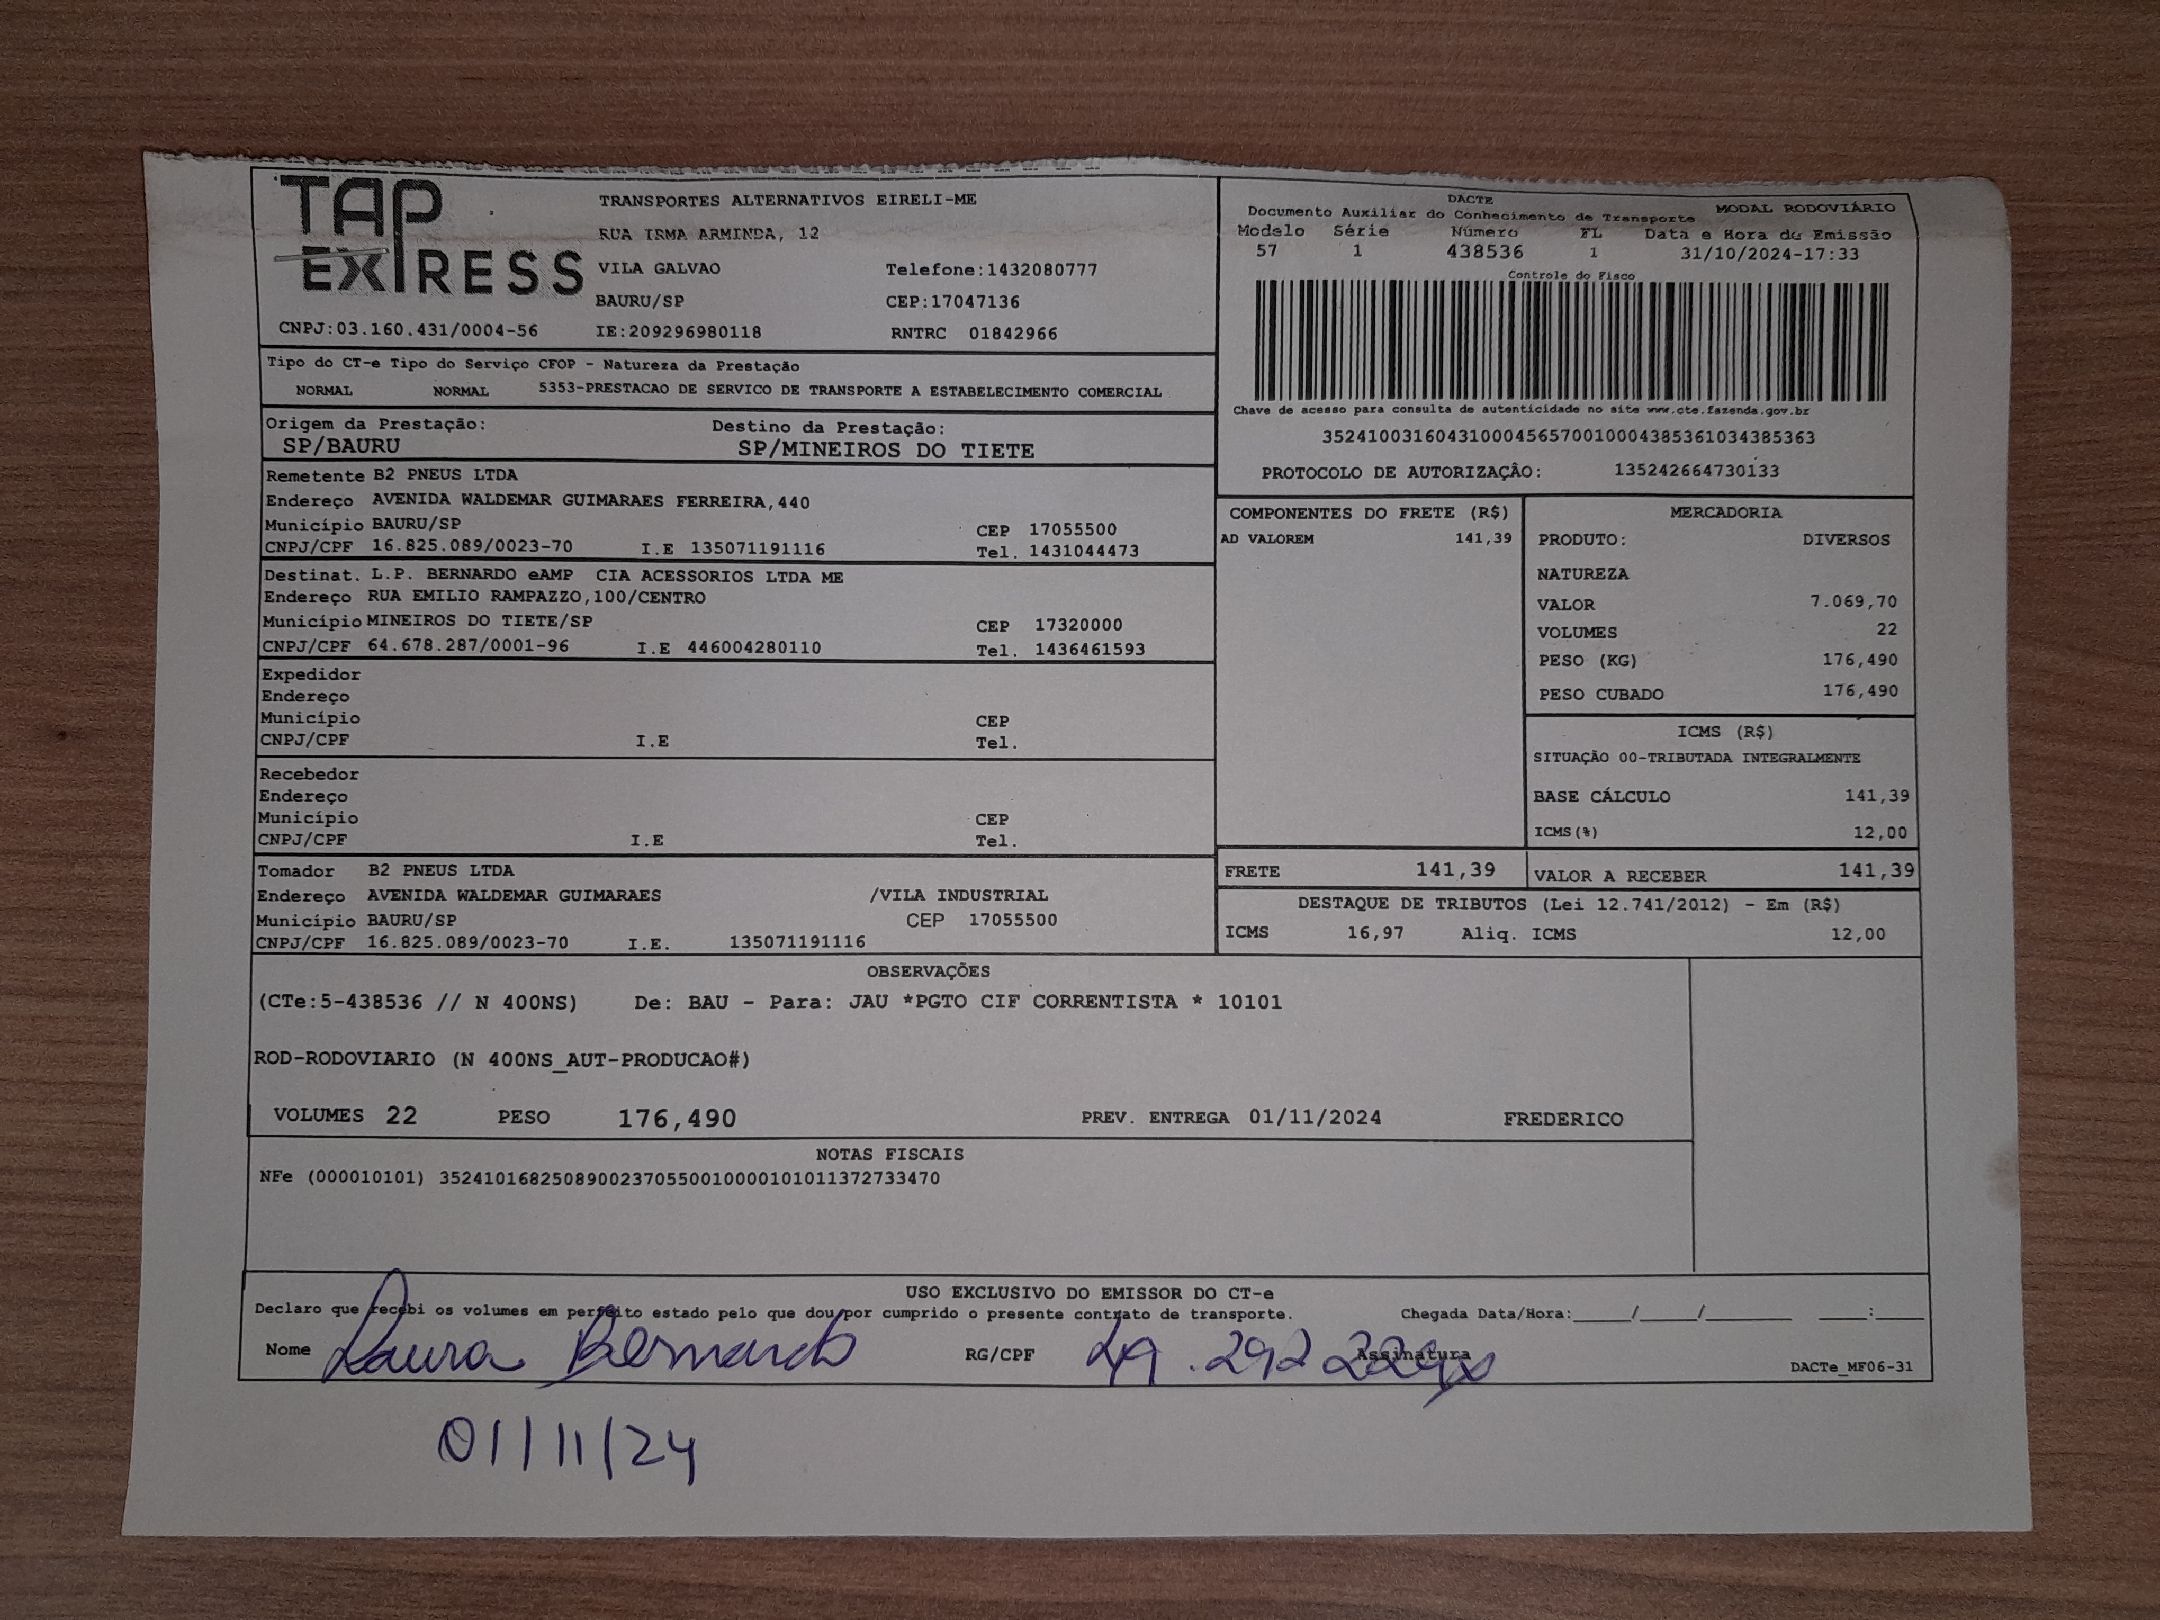 TAP EXPRESS
TRANSPORTES ALTERNATIVOS EIRELI-ME
RUA IRMA ARMINDA, 12
VILA GALVAO Telefone:1432080777
BAURU/SP CEP:17047136
CNPJ:03.160.431/0004-56 IE:209296980118 RNTRC 01842966
DACTE
Documento Auxiliar do Conhecimento de Transporte MODAL RODOVIÁRIO
Modelo Série Número FL Data e Hora de Emissão
57 1 438536 1 31/10/2024-17:33
Controle do Fisco
Chave de acesso para consulta de autenticidade no site www.cte.fazenda.gov.br
35241003160431000456570010004385361034385363
PROTOCOLO DE AUTORIZAÇÃO: 135242664730133
Tipo do CT-e Tipo do Serviço CFOP - Natureza da Prestação
NORMAL NORMAL 5353-PRESTACAO DE SERVICO DE TRANSPORTE A ESTABELECIMENTO COMERCIAL
Origem da Prestação: Destino da Prestação:
SP/BAURU SP/MINEIROS DO TIETE
Remetente B2 PNEUS LTDA
Endereço AVENIDA WALDEMAR GUIMARAES FERREIRA,440
Município BAURU/SP CEP 17055500
CNPJ/CPF 16.825.089/0023-70 I.E 135071191116 Tel. 1431044473
Destinat. L.P. BERNARDO eAMP CIA ACESSORIOS LTDA ME
Endereço RUA EMILIO RAMPAZZO,100/CENTRO
Município MINEIROS DO TIETE/SP CEP 17320000
CNPJ/CPF 64.678.287/0001-96 I.E 446004280110 Tel. 1436461593
Expedidor
Endereço
Município CEP
CNPJ/CPF I.E Tel.
Recebedor
Endereço
Município CEP
CNPJ/CPF I.E Tel.
Tomador B2 PNEUS LTDA
Endereço AVENIDA WALDEMAR GUIMARAES /VILA INDUSTRIAL
Município BAURU/SP CEP 17055500
CNPJ/CPF 16.825.089/0023-70 I.E. 135071191116
COMPONENTES DO FRETE (R$)
AD VALOREM 141,39
MERCADORIA
PRODUTO: DIVERSOS
NATUREZA
VALOR 7.069,70
VOLUMES 22
PESO (KG) 176,490
PESO CUBADO 176,490
ICMS (R$)
SITUAÇÃO 00-TRIBUTADA INTEGRALMENTE
BASE CÁLCULO 141,39
ICMS(%) 12,00
FRETE 141,39 VALOR A RECEBER 141,39
DESTAQUE DE TRIBUTOS (Lei 12.741/2012) - Em (R$)
ICMS 16,97 Aliq. ICMS 12,00
OBSERVAÇÕES
(CTe:5-438536 // N 400NS) De: BAU - Para: JAU *PGTO CIF CORRENTISTA * 10101
ROD-RODOVIARIO (N 400NS_AUT-PRODUCAO#)
VOLUMES 22 PESO 176,490 PREV. ENTREGA 01/11/2024 FREDERICO
NOTAS FISCAIS
NFe (000010101) 35241016825089002370550010000101011372733470
USO EXCLUSIVO DO EMISSOR DO CT-e
Declaro que recebi os volumes em perfeito estado pelo que dou por cumprido o presente contrato de transporte. Chegada Data/Hora:_____/_____/________ ____:____
Nome Laura Bernardo RG/CPF Assinatura DACTe_MF06-31
01/11/24